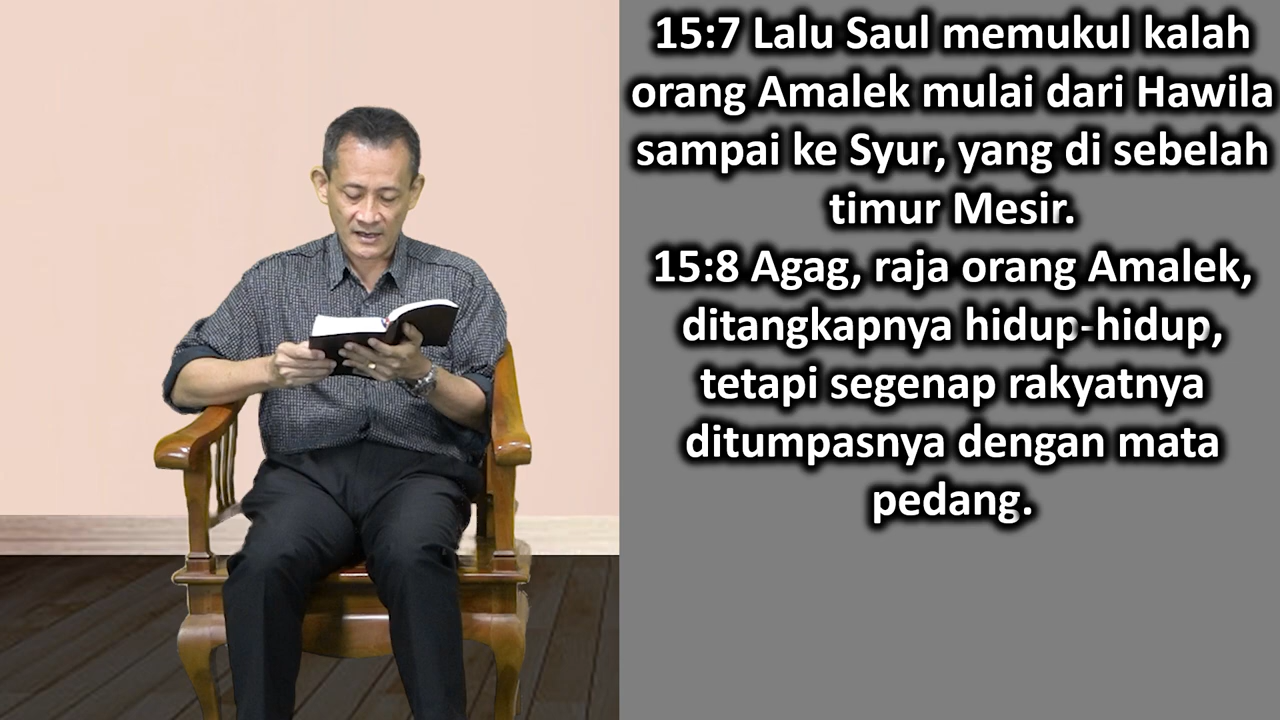 15:7 Lalu Saul memukul kalah
orang Amalek mulai dari Hawila
sampai ke Syur, yang di sebelah
timur Mesir.
15:8 Agag, raja orang Amalek,
ditangkapnya hidup-hidup,
tetapi segenap rakyatnya
ditumpasnya dengan mata
pedang.